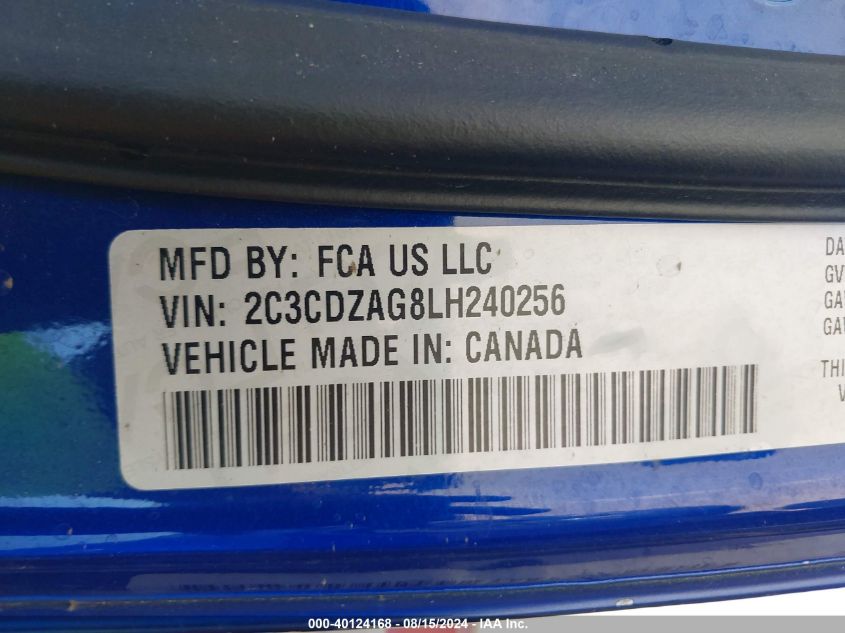 MFD BY: FCA US LLC
VIN: 2C3CDZAG8LH240256
VEHICLE MADE IN: CANADA
000-40124168 - 08/15/2024 - IAA Inc.